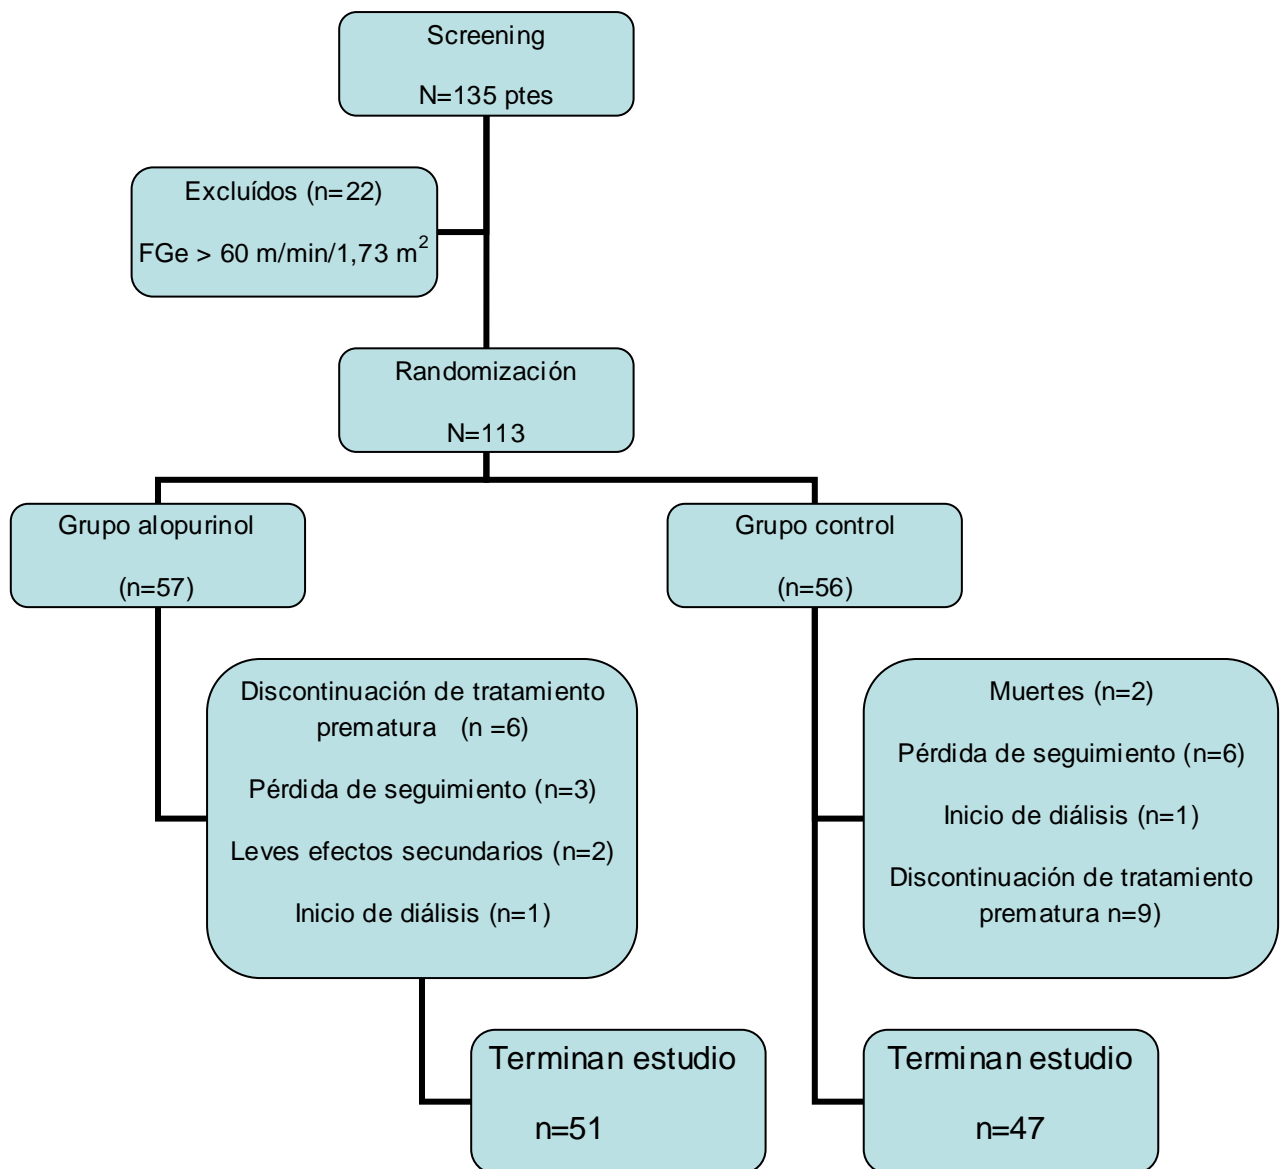 Screening
N=135 ptes
Excluídos (n=22)
FGe > 60 m/min/1,73 m2
Randomización
N=113
Grupo alopurinol
(n=57)
Grupo control
(n=56)
Discontinuación de tratamiento
prematura (n =6)
Pérdida de seguimiento (n=3)
Leves efectos secundarios (n=2)
Inicio de diálisis (n=1)
Muertes (n=2)
Pérdida de seguimiento (n=6)
Inicio de diálisis (n=1)
Discontinuación de tratamiento
prematura n=9)
Terminan estudio
n=51
Terminan estudio
n=47